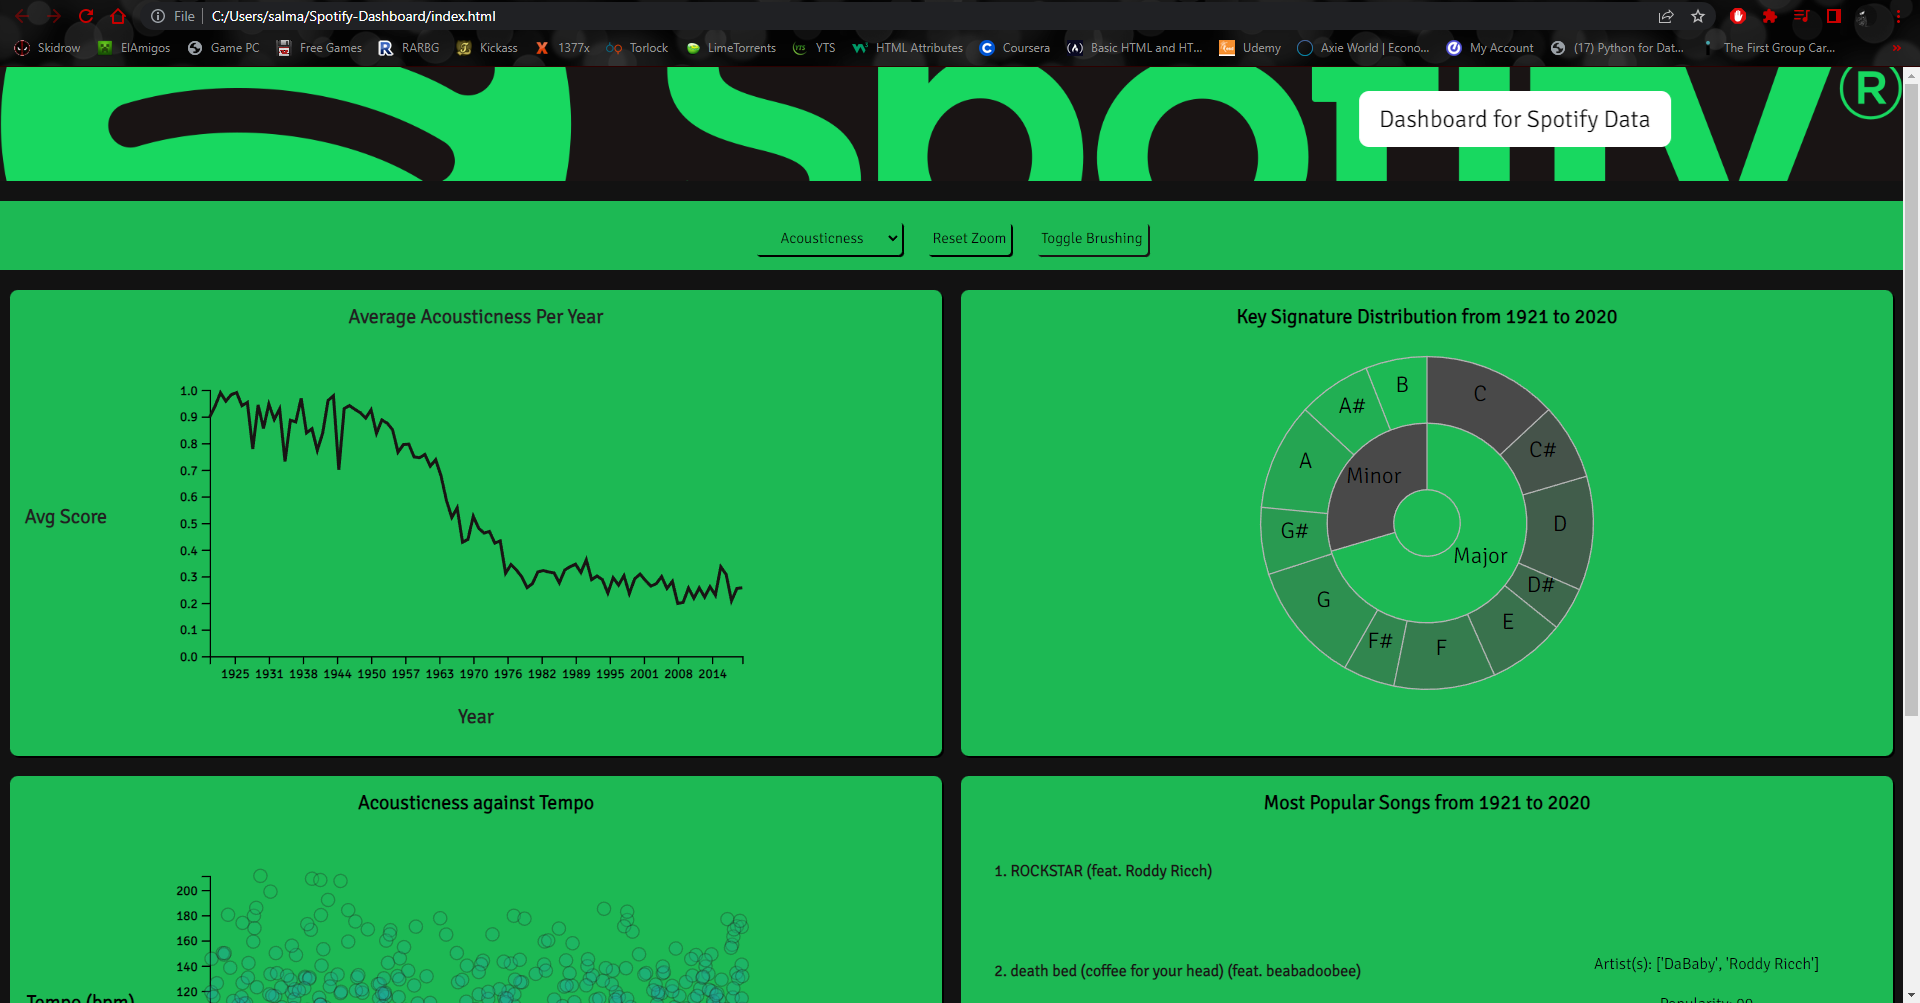 File C:/Users/salma/Spotify-Dashboard/index.html
Skidrow ElAmigos Game PC Free Games RARBG Kickass 1377x Torlock LimeTorrents YTS HTML Attributes Coursera Basic HTML and HT... Udemy Axie World | Econo... My Account (17) Python for Dat... The First Group Car... »
Spotify ®
Dashboard for Spotify Data
Acousticness Reset Zoom Toggle Brushing
Average Acousticness Per Year
1.0
0.9
0.8
0.7
0.6
Avg Score
0.5
0.4
0.3
0.2
0.1
0.0
1925 1931 1938 1944 1950 1957 1963 1970 1976 1982 1989 1995 2001 2008 2014
Year
Key Signature Distribution from 1921 to 2020
C
C#
D
D#
E
F
F#
G
G#
A
A#
B
Minor
Major
Acousticness against Tempo
200
180
160
140
120
Tempo (bpm)
Most Popular Songs from 1921 to 2020
1. ROCKSTAR (feat. Roddy Ricch)
2. death bed (coffee for your head) (feat. beabadoobee)
Artist(s): ['DaBaby', 'Roddy Ricch']